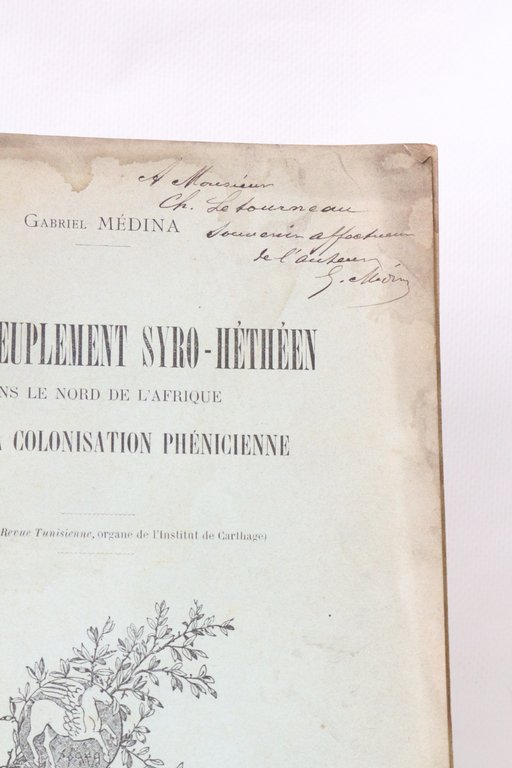 A Monsieur
Ch. Letourneau
Souvenir affectueux
de l'auteur
G. Médina
GABRIEL MÉDINA
EUPLEMENT SYRO-HÉTHÉEN
NS LE NORD DE L'AFRIQUE
A COLONISATION PHÉNICIENNE
Revue Tunisienne, organe de l'Institut de Carthage)